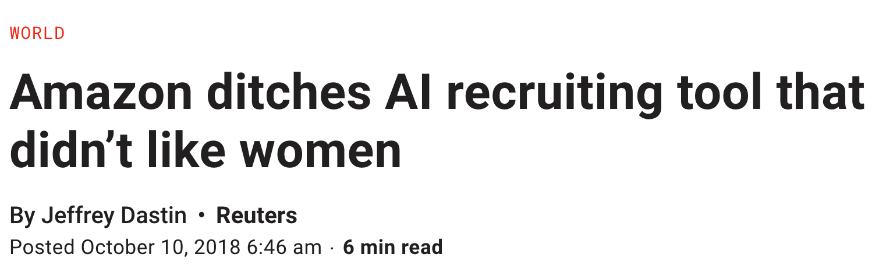 WORLD
Amazon ditches AI recruiting tool that
didn’t like women
By Jeffrey Dastin • Reuters
Posted October 10, 2018 6:46 am · 6 min read